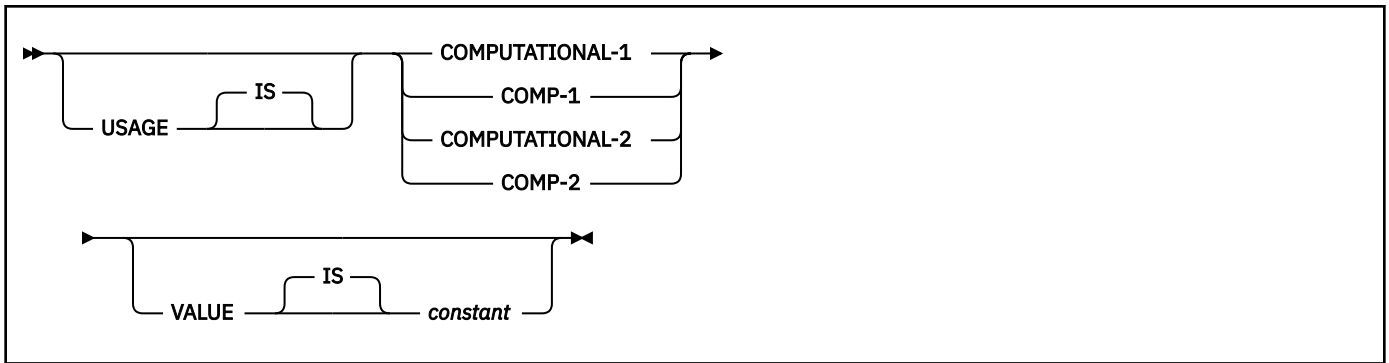 COMPUTATIONAL-1
IS
COMP-1
USAGE
COMPUTATIONAL-2
COMP-2
IS
VALUE constant